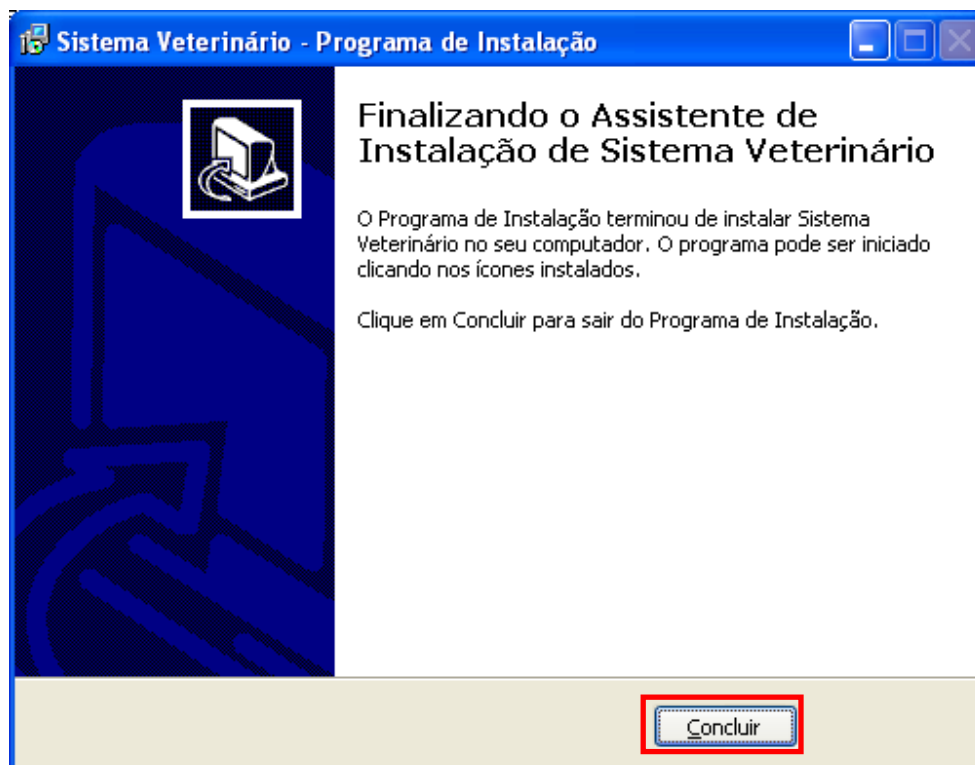 Sistema Veterinário - Programa de Instalação
Finalizando o Assistente de
Instalação de Sistema Veterinário
O Programa de Instalação terminou de instalar Sistema
Veterinário no seu computador. O programa pode ser iniciado
clicando nos ícones instalados.
Clique em Concluir para sair do Programa de Instalação.
Concluir